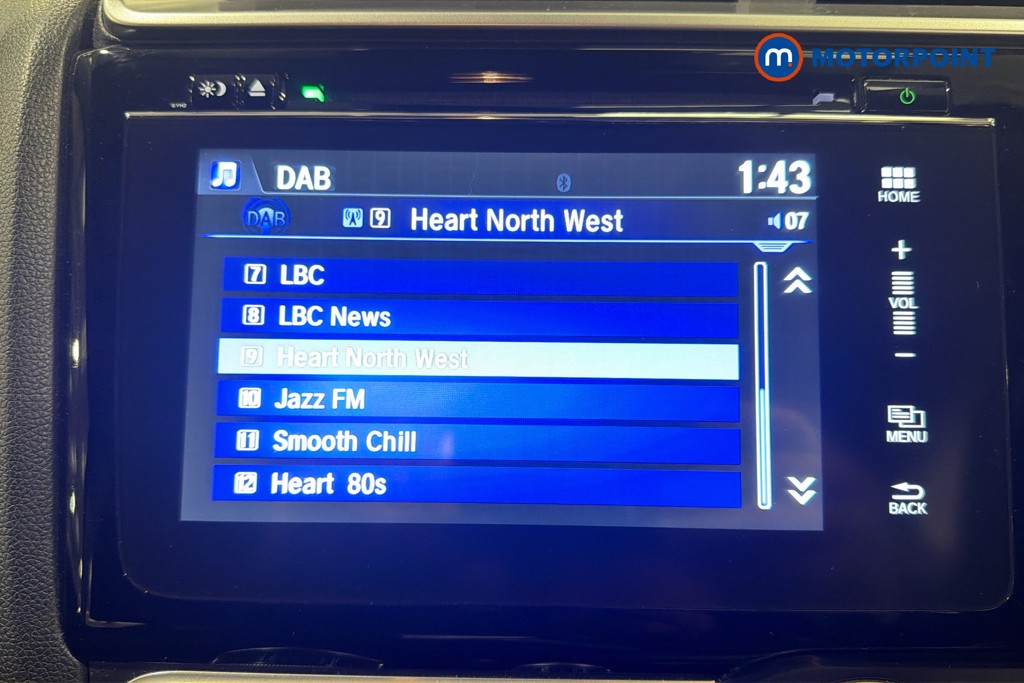 m MOTORPOINT
DAB 1:43 HOME
DAB 9 Heart North West 07
7 LBC
8 LBC News
9 Heart North West
10 Jazz FM
11 Smooth Chill
12 Heart 80s
+
VOL
−
MENU
BACK